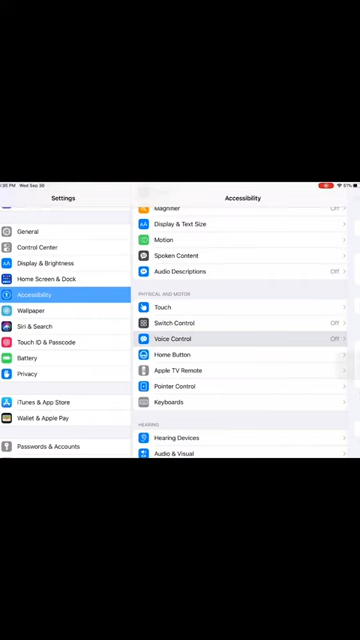 :35 PM Wed Sep 30 51%
Settings
Accessibility
General
Control Center
Display & Brightness
Home Screen & Dock
Accessibility
Wallpaper
Siri & Search
Touch ID & Passcode
Battery
Privacy
iTunes & App Store
Wallet & Apple Pay
Passwords & Accounts
Magnifier Off
Display & Text Size
Motion
Spoken Content
Audio Descriptions Off
PHYSICAL AND MOTOR
Touch
Switch Control Off
Voice Control Off
Home Button
Apple TV Remote
Pointer Control
Keyboards
HEARING
Hearing Devices
Audio & Visual